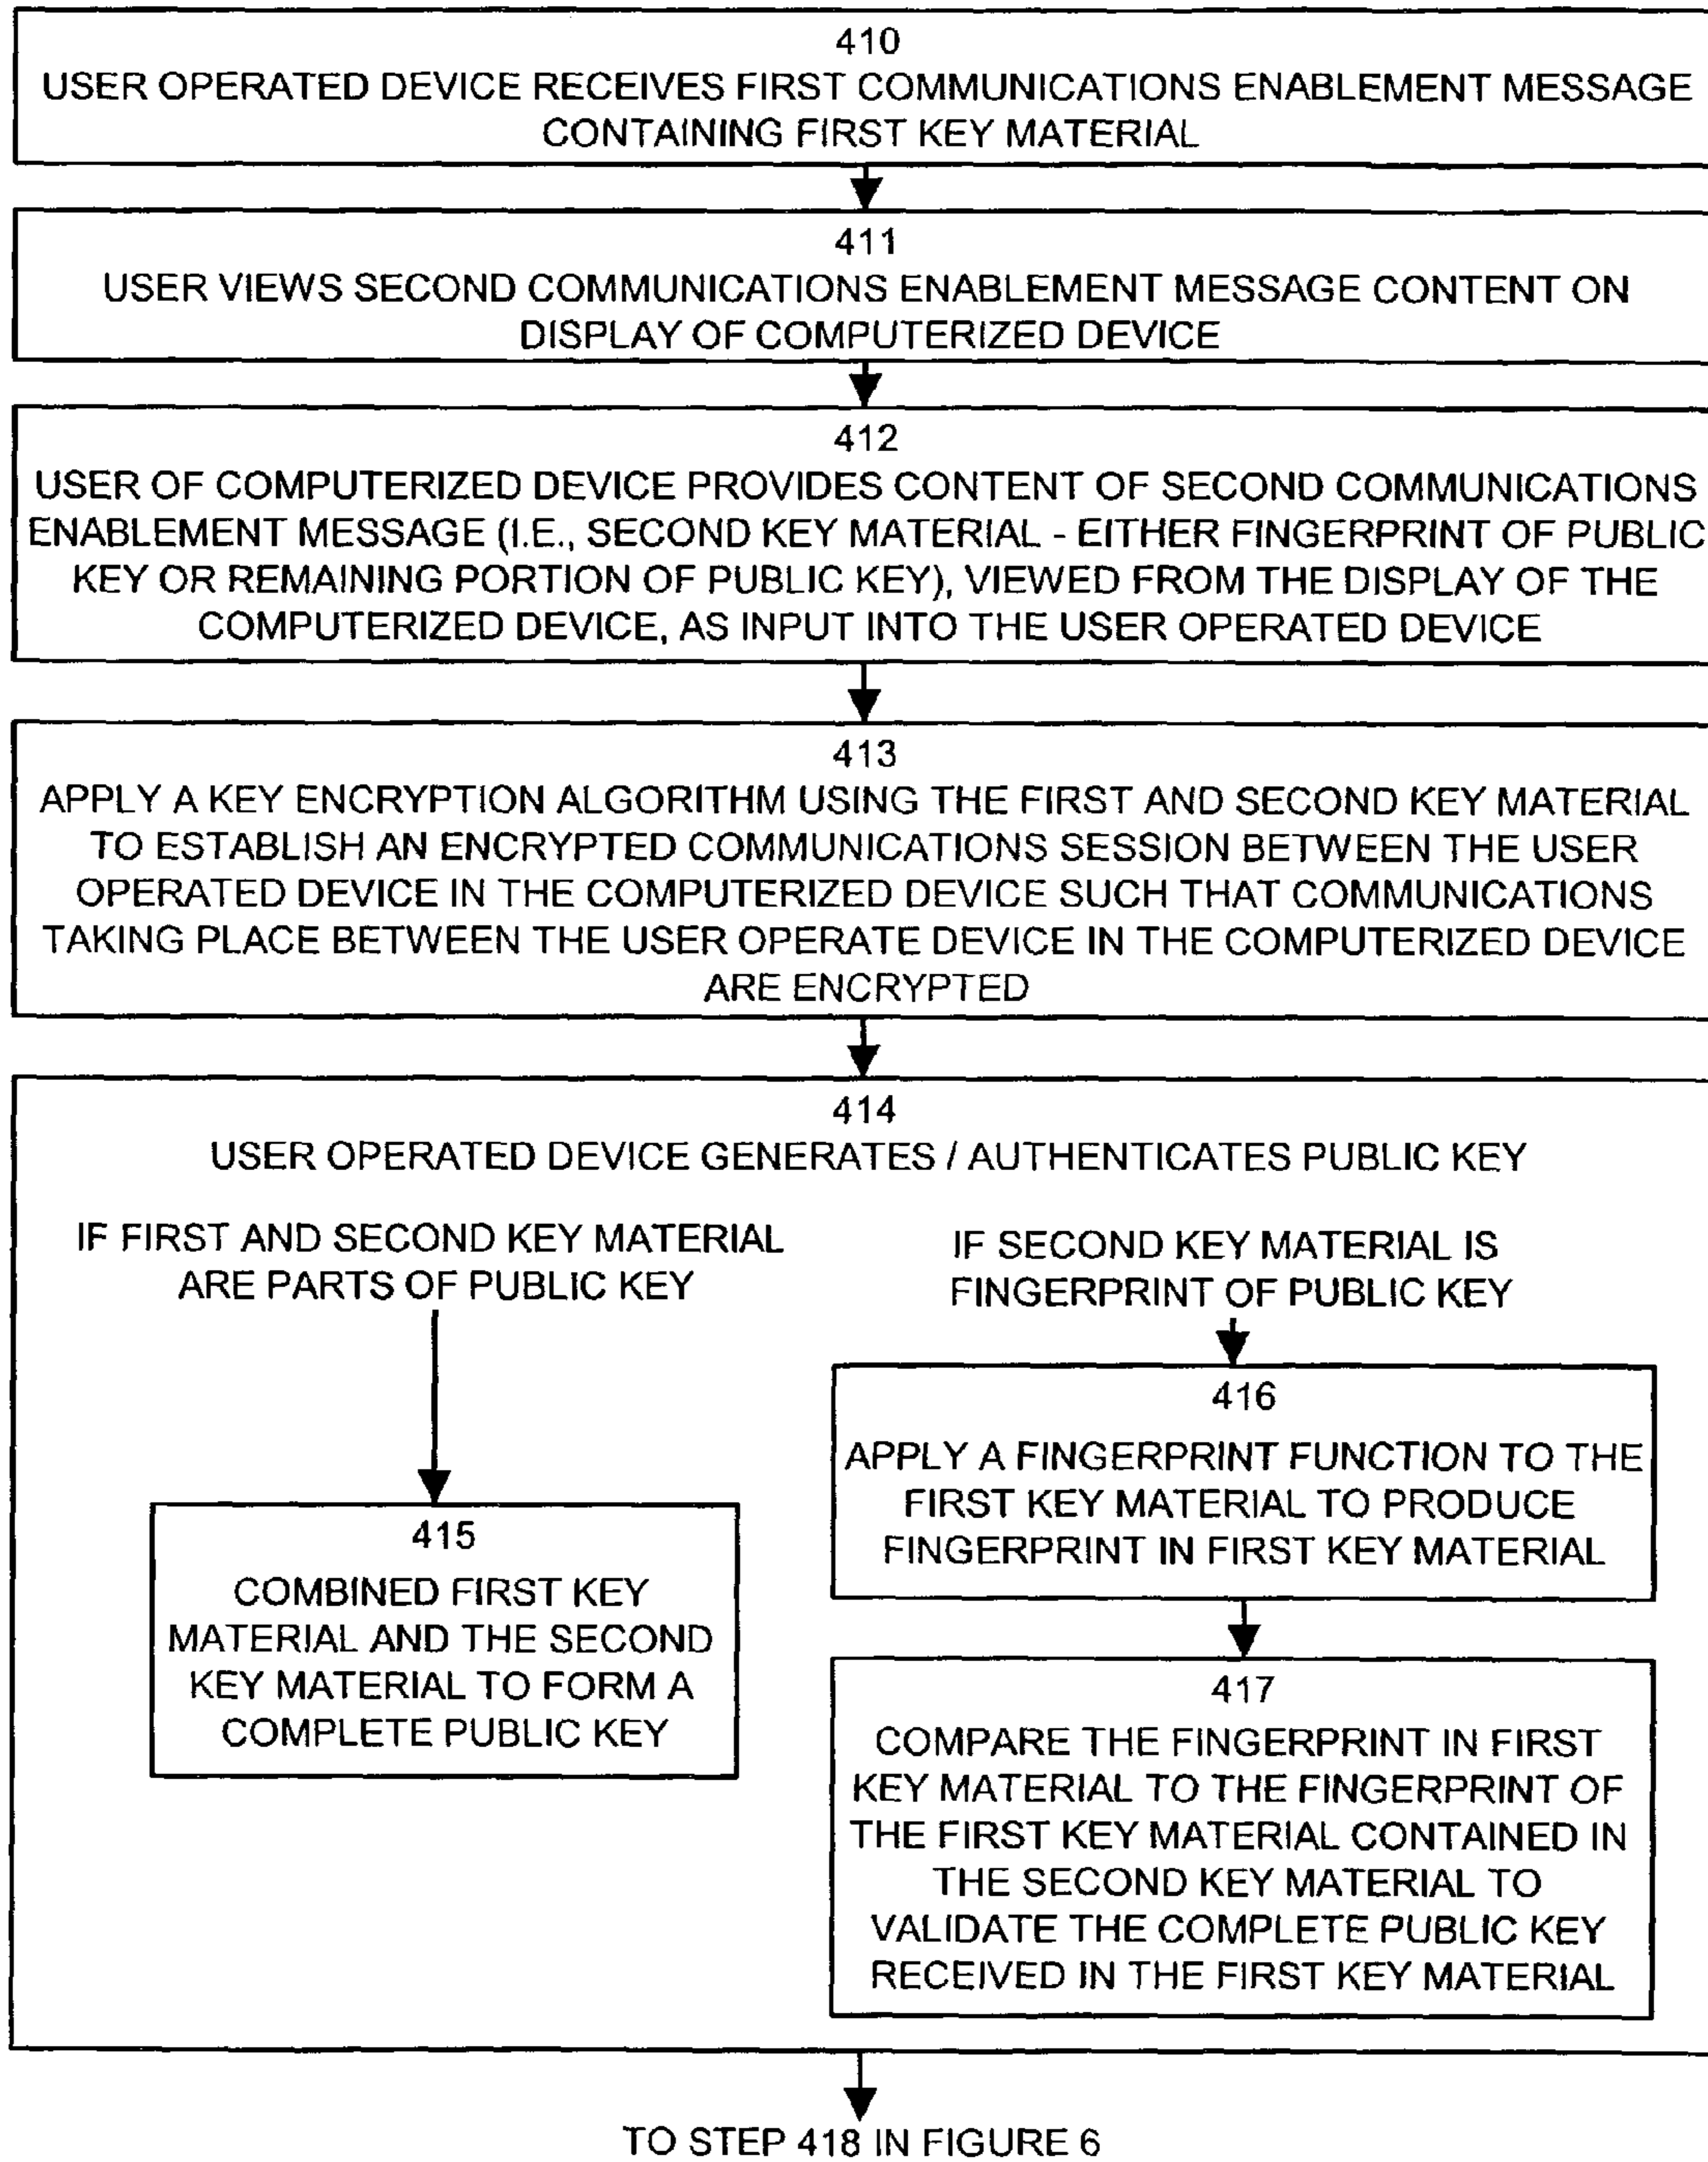 410
USER OPERATED DEVICE RECEIVES FIRST COMMUNICATIONS ENABLEMENT MESSAGE
CONTAINING FIRST KEY MATERIAL
411
USER VIEWS SECOND COMMUNICATIONS ENABLEMENT MESSAGE CONTENT ON
DISPLAY OF COMPUTERIZED DEVICE
412
USER OF COMPUTERIZED DEVICE PROVIDES CONTENT OF SECOND COMMUNICATIONS
ENABLEMENT MESSAGE (I.E., SECOND KEY MATERIAL - EITHER FINGERPRINT OF PUBLIC
KEY OR REMAINING PORTION OF PUBLIC KEY), VIEWED FROM THE DISPLAY OF THE
COMPUTERIZED DEVICE, AS INPUT INTO THE USER OPERATED DEVICE
413
APPLY A KEY ENCRYPTION ALGORITHM USING THE FIRST AND SECOND KEY MATERIAL
TO ESTABLISH AN ENCRYPTED COMMUNICATIONS SESSION BETWEEN THE USER
OPERATED DEVICE IN THE COMPUTERIZED DEVICE SUCH THAT COMMUNICATIONS
TAKING PLACE BETWEEN THE USER OPERATE DEVICE IN THE COMPUTERIZED DEVICE
ARE ENCRYPTED
414
USER OPERATED DEVICE GENERATES / AUTHENTICATES PUBLIC KEY
IF FIRST AND SECOND KEY MATERIAL
ARE PARTS OF PUBLIC KEY
415
COMBINED FIRST KEY
MATERIAL AND THE SECOND
KEY MATERIAL TO FORM A
COMPLETE PUBLIC KEY
IF SECOND KEY MATERIAL IS
FINGERPRINT OF PUBLIC KEY
416
APPLY A FINGERPRINT FUNCTION TO THE
FIRST KEY MATERIAL TO PRODUCE
FINGERPRINT IN FIRST KEY MATERIAL
417
COMPARE THE FINGERPRINT IN FIRST
KEY MATERIAL TO THE FINGERPRINT OF
THE FIRST KEY MATERIAL CONTAINED IN
THE SECOND KEY MATERIAL TO
VALIDATE THE COMPLETE PUBLIC KEY
RECEIVED IN THE FIRST KEY MATERIAL
TO STEP 418 IN FIGURE 6